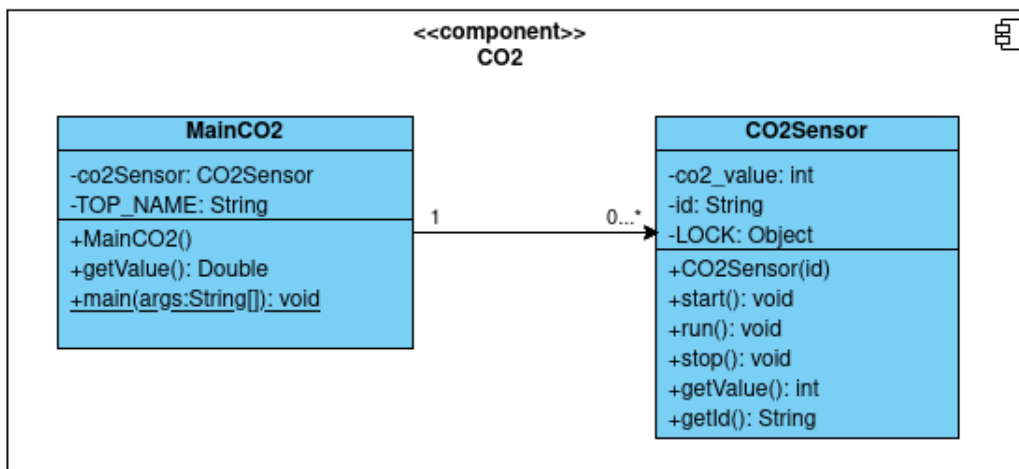 <<component>>
CO2
MainCO2
-co2Sensor: CO2Sensor
-TOP_NAME: String
+MainCO2()
+getValue(): Double
+main(args:String[]): void
1
0...*
CO2Sensor
-co2_value: int
-id: String
-LOCK: Object
+CO2Sensor(id)
+start(): void
+run(): void
+stop(): void
+getValue(): int
+getId(): String